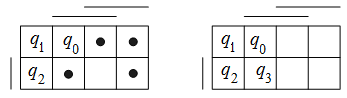 q₁ q₀ ● ● q₁ q₀
q₂ ● ● q₂ q₃